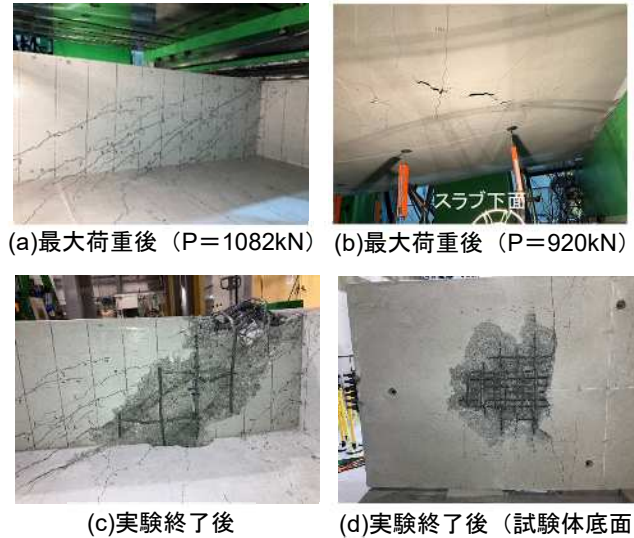 スラブ下面
(a)最大荷重後（P＝1082kN）
(b)最大荷重後（P＝920kN）
(c)実験終了後
(d)実験終了後（試験体底面